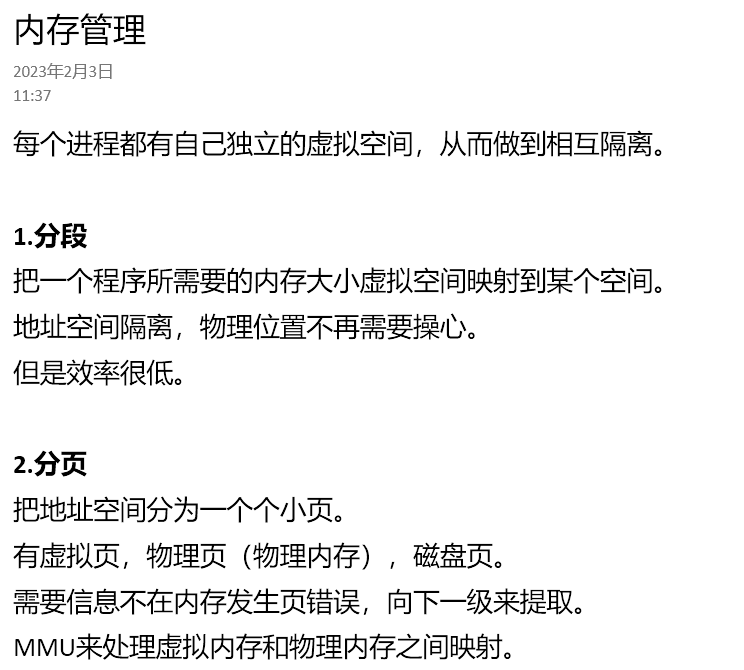 内存管理
2023年2月3日
11:37
每个进程都有自己独立的虚拟空间，从而做到相互隔离。
1.分段
把一个程序所需要的内存大小虚拟空间映射到某个空间。
地址空间隔离，物理位置不再需要操心。
但是效率很低。
2.分页
把地址空间分为一个个小页。
有虚拟页，物理页（物理内存），磁盘页。
需要信息不在内存发生页错误，向下一级来提取。
MMU来处理虚拟内存和物理内存之间映射。